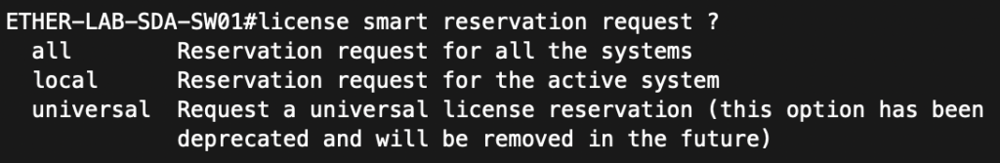 ETHER-LAB-SDA-SW01#license smart reservation request ?
all Reservation request for all the systems
local Reservation request for the active system
universal Request a universal license reservation (this option has been
deprecated and will be removed in the future)